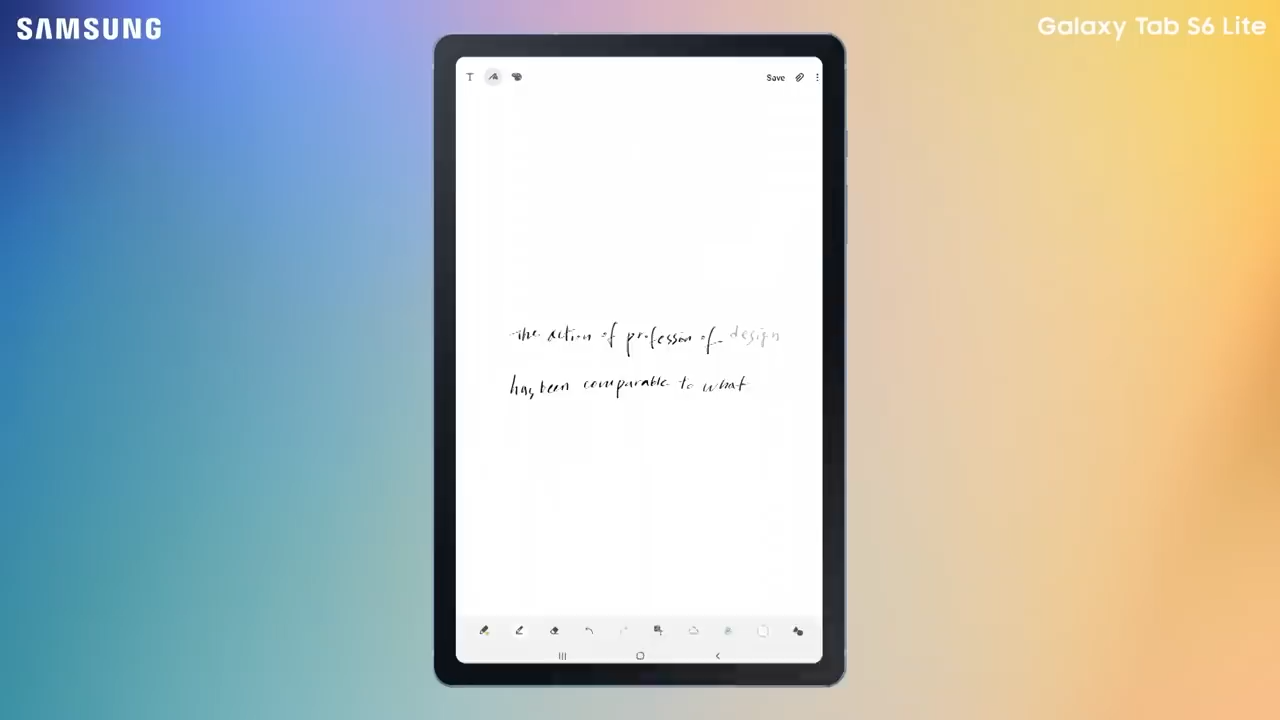 SAMSUNG
Galaxy Tab S6 Lite
T
Save
the action of profession of design
has been comparable to what